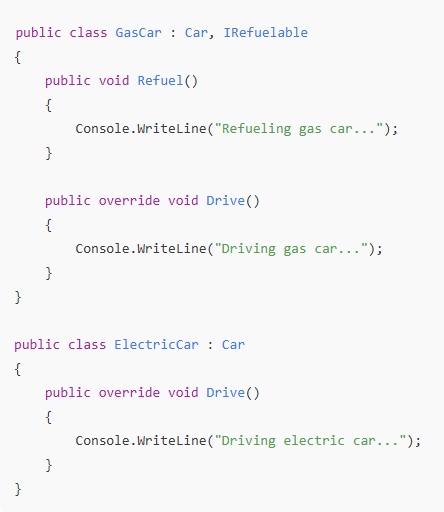 public class GasCar : Car, IRefuelable
{
    public void Refuel()
    {
        Console.WriteLine("Refueling gas car...");
    }

    public override void Drive()
    {
        Console.WriteLine("Driving gas car...");
    }
}

public class ElectricCar : Car
{
    public override void Drive()
    {
        Console.WriteLine("Driving electric car...");
    }
}